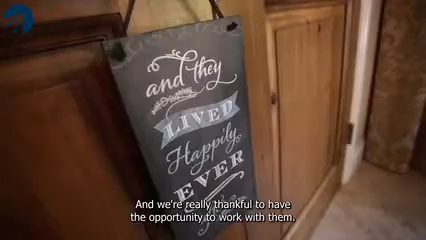 and they
LIVED
Happily
EVER
And we're really thankful to have
the opportunity to work with them.